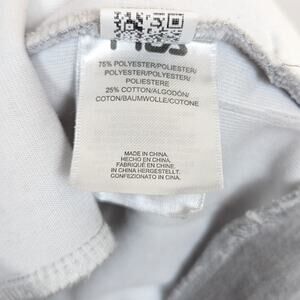 75% POLYESTER/POLIESTER/
POLYESTER/POLYESTER/
POLIESTERE
25% COTTON/ALGODÓN/
COTON/BAUMWOLLE/COTONE
MADE IN CHINA.
HECHO EN CHINA.
FABRIQUÉ EN CHINE.
IN CHINA HERGESTELLT.
CONFEZIONATO IN CINA.